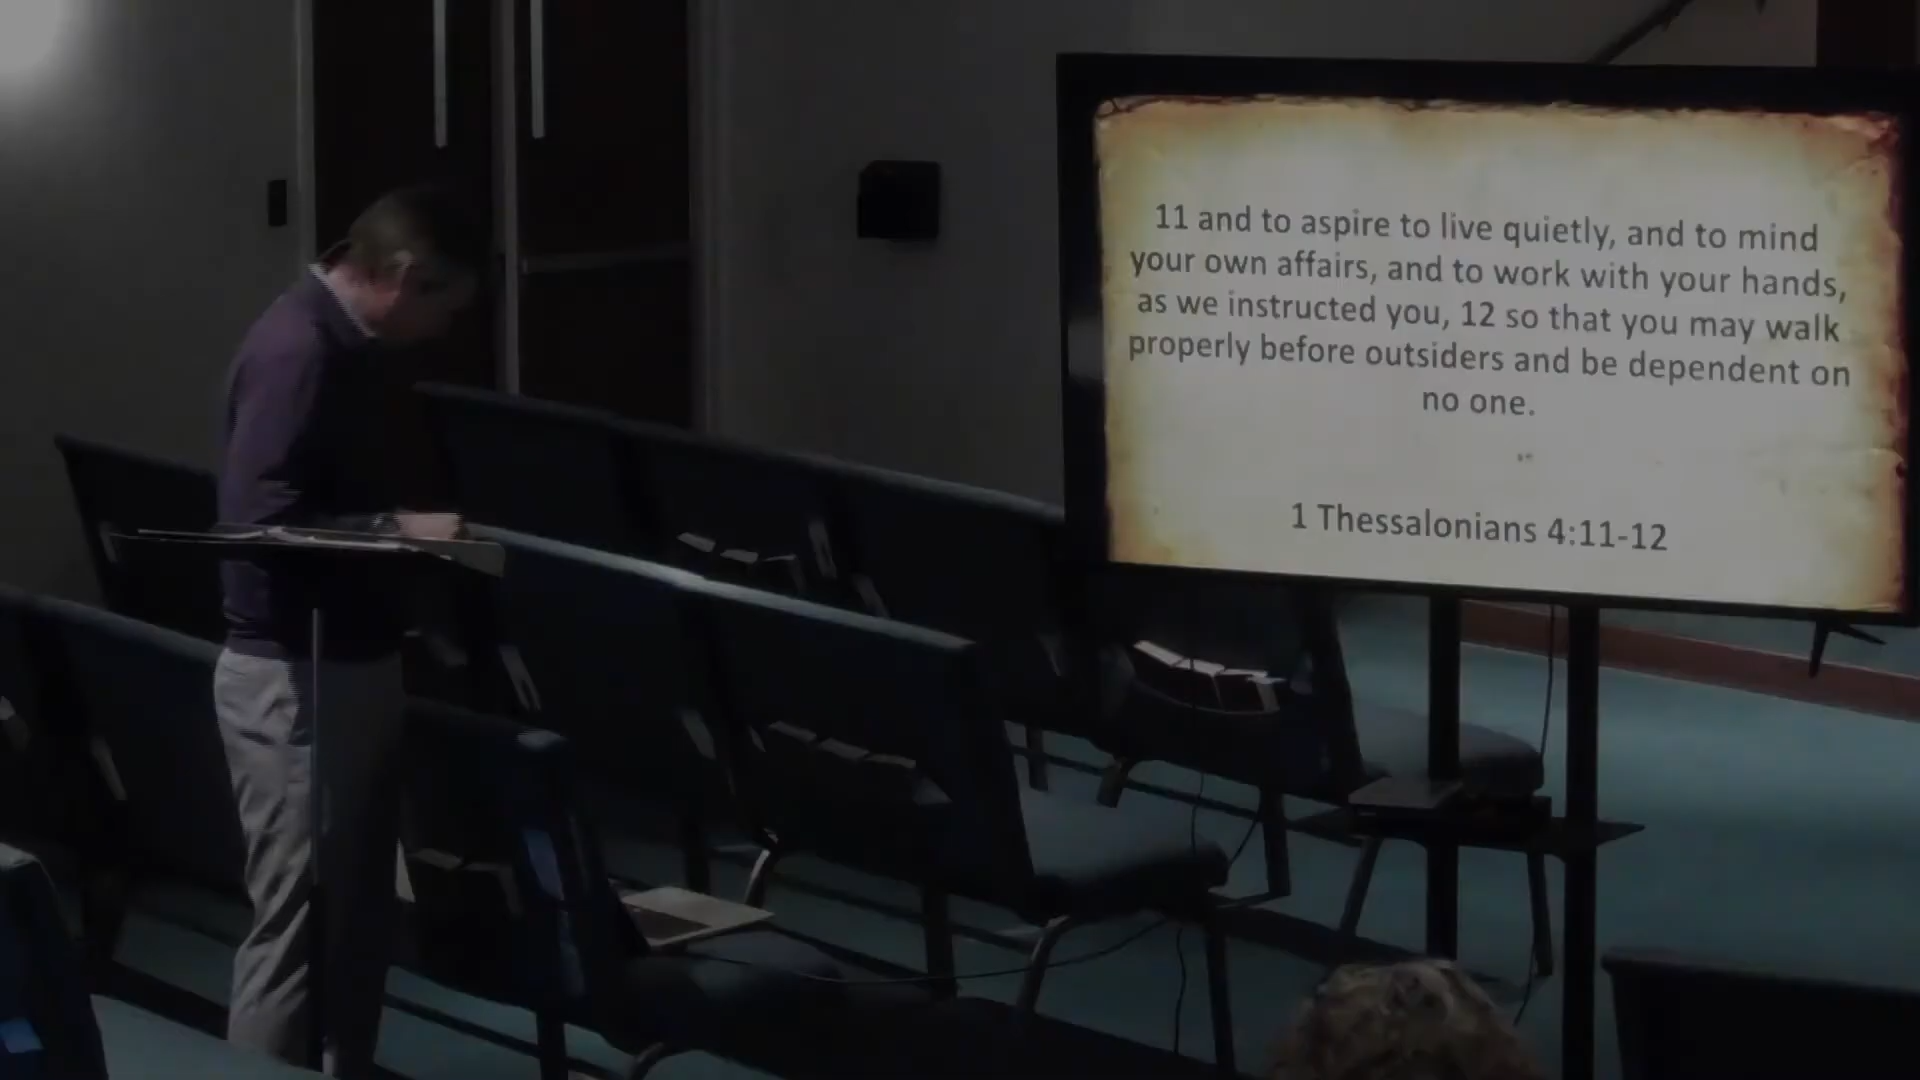 11 and to aspire to live quietly, and to mind
your own affairs, and to work with your hands,
as we instructed you, 12 so that you may walk
properly before outsiders and be dependent on
no one.
1 Thessalonians 4:11-12